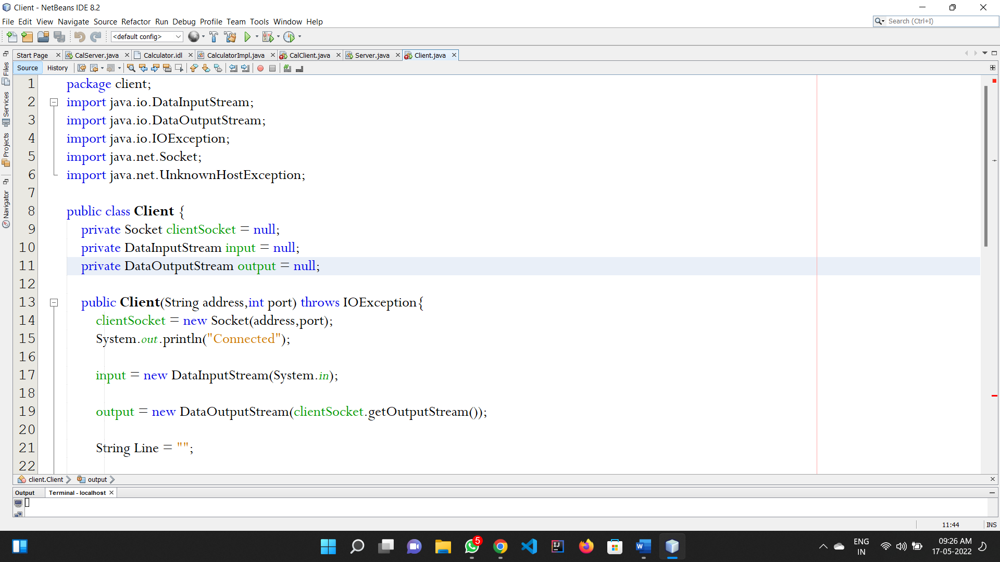 Client - NetBeans IDE 8.2
File Edit View Navigate Source Refactor Run Debug Profile Team Tools Window Help
Search (Ctrl+I)
<default config>
Start Page CalServer.java Calculator.idl CalculatorImpl.java CalClient.java Server.java Client.java
Source History
Files
Services
Projects
Navigator
1 package client;
2 import java.io.DataInputStream;
3 import java.io.DataOutputStream;
4 import java.io.IOException;
5 import java.net.Socket;
6 import java.net.UnknownHostException;
7
8 public class Client {
9 private Socket clientSocket = null;
10 private DataInputStream input = null;
11 private DataOutputStream output = null;
12
13 public Client(String address,int port) throws IOException{
14 clientSocket = new Socket(address,port);
15 System.out.println("Connected");
16
17 input = new DataInputStream(System.in);
18
19 output = new DataOutputStream(clientSocket.getOutputStream());
20
21 String Line = "";
22
client.Client output
Output Terminal - localhost
11:44 INS
5
ENG
IN
09:26 AM
17-05-2022